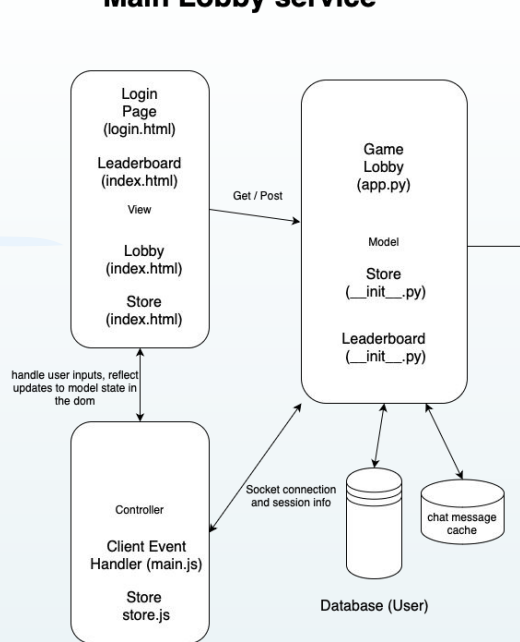 Main Lobby service
Login
Page
(login.html)
Leaderboard
(index.html)
View
Lobby
(index.html)
Store
(index.html)
Get / Post
Game
Lobby
(app.py)
Model
Store
(__init__.py)
Leaderboard
(__init__.py)
handle user inputs, reflect
updates to model state in
the dom
Controller
Client Event
Handler (main.js)
Store
store.js
Socket connection
and session info
chat message
cache
Database (User)